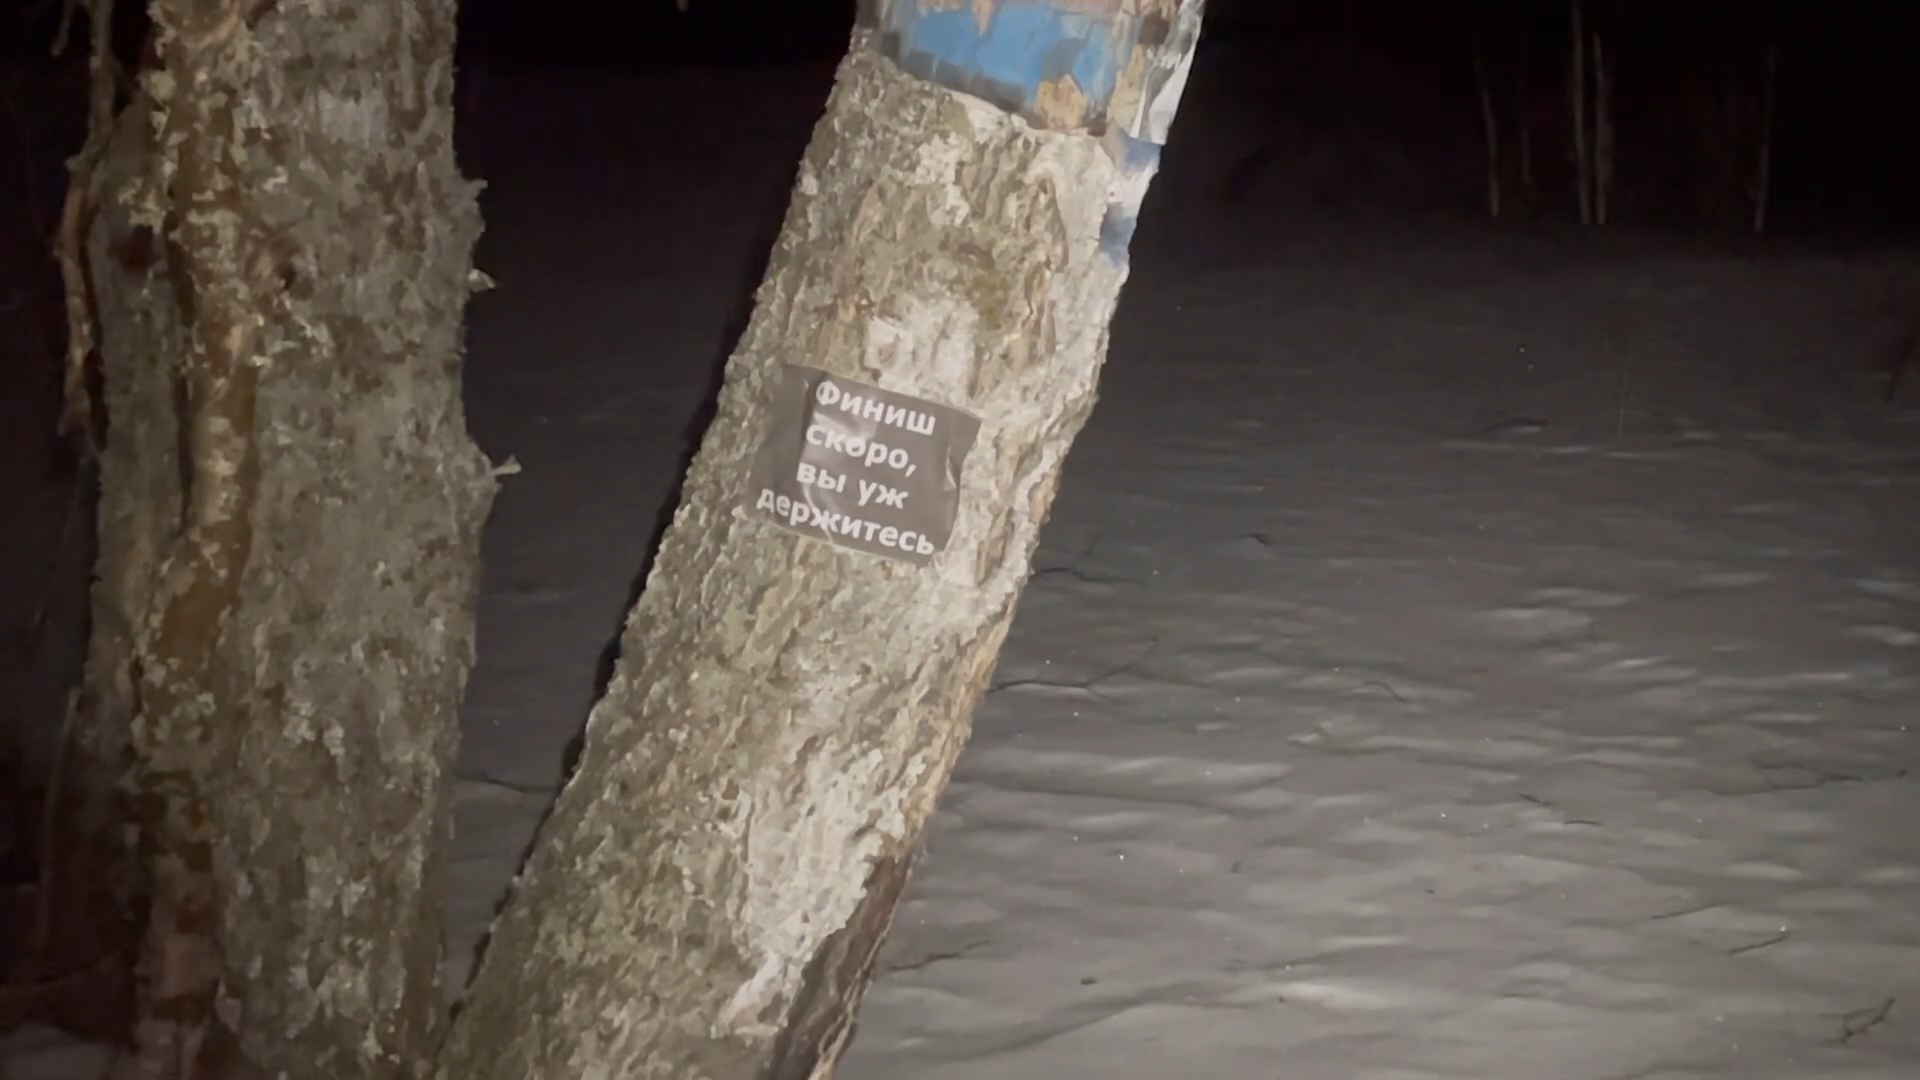 Финиш
скоро,
вы уж
держитесь